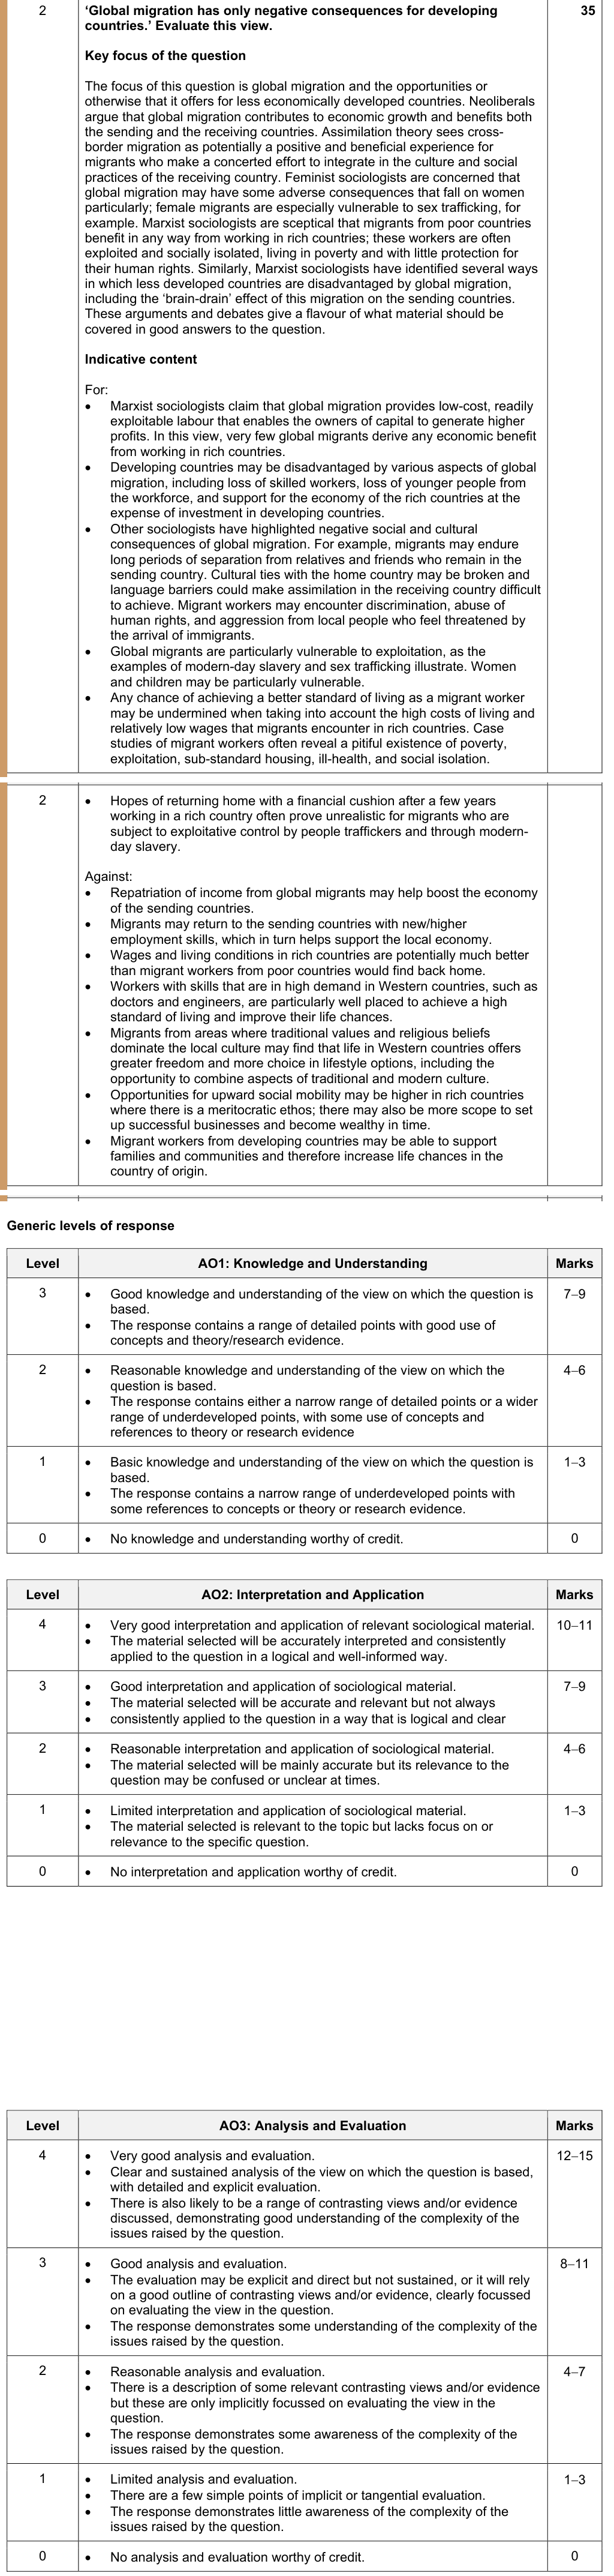 2
‘Global migration has only negative consequences for developing
countries.’ Evaluate this view.
35
Key focus of the question
The focus of this question is global migration and the opportunities or
otherwise that it offers for less economically developed countries. Neoliberals
argue that global migration contributes to economic growth and benefits both
the sending and the receiving countries. Assimilation theory sees cross-
border migration as potentially a positive and beneficial experience for
migrants who make a concerted effort to integrate in the culture and social
practices of the receiving country. Feminist sociologists are concerned that
global migration may have some adverse consequences that fall on women
particularly; female migrants are especially vulnerable to sex trafficking, for
example. Marxist sociologists are sceptical that migrants from poor countries
benefit in any way from working in rich countries; these workers are often
exploited and socially isolated, living in poverty and with little protection for
their human rights. Similarly, Marxist sociologists have identified several ways
in which less developed countries are disadvantaged by global migration,
including the ‘brain-drain’ effect of this migration on the sending countries.
These arguments and debates give a flavour of what material should be
covered in good answers to the question.
Indicative content
For:
• Marxist sociologists claim that global migration provides low-cost, readily
exploitable labour that enables the owners of capital to generate higher
profits. In this view, very few global migrants derive any economic benefit
from working in rich countries.
• Developing countries may be disadvantaged by various aspects of global
migration, including loss of skilled workers, loss of younger people from
the workforce, and support for the economy of the rich countries at the
expense of investment in developing countries.
• Other sociologists have highlighted negative social and cultural
consequences of global migration. For example, migrants may endure
long periods of separation from relatives and friends who remain in the
sending country. Cultural ties with the home country may be broken and
language barriers could make assimilation in the receiving country difficult
to achieve. Migrant workers may encounter discrimination, abuse of
human rights, and aggression from local people who feel threatened by
the arrival of immigrants.
• Global migrants are particularly vulnerable to exploitation, as the
examples of modern-day slavery and sex trafficking illustrate. Women
and children may be particularly vulnerable.
• Any chance of achieving a better standard of living as a migrant worker
may be undermined when taking into account the high costs of living and
relatively low wages that migrants encounter in rich countries. Case
studies of migrant workers often reveal a pitiful existence of poverty,
exploitation, sub-standard housing, ill-health, and social isolation.
2
• Hopes of returning home with a financial cushion after a few years
working in a rich country often prove unrealistic for migrants who are
subject to exploitative control by people traffickers and through modern-
day slavery.
Against:
• Repatriation of income from global migrants may help boost the economy
of the sending countries.
• Migrants may return to the sending countries with new/higher
employment skills, which in turn helps support the local economy.
• Wages and living conditions in rich countries are potentially much better
than migrant workers from poor countries would find back home.
• Workers with skills that are in high demand in Western countries, such as
doctors and engineers, are particularly well placed to achieve a high
standard of living and improve their life chances.
• Migrants from areas where traditional values and religious beliefs
dominate the local culture may find that life in Western countries offers
greater freedom and more choice in lifestyle options, including the
opportunity to combine aspects of traditional and modern culture.
• Opportunities for upward social mobility may be higher in rich countries
where there is a meritocratic ethos; there may also be more scope to set
up successful businesses and become wealthy in time.
• Migrant workers from developing countries may be able to support
families and communities and therefore increase life chances in the
country of origin.
Generic levels of response
Level AO1: Knowledge and Understanding Marks
3 • Good knowledge and understanding of the view on which the question is 7–9
based.
• The response contains a range of detailed points with good use of
concepts and theory/research evidence.
2 • Reasonable knowledge and understanding of the view on which the 4–6
question is based.
• The response contains either a narrow range of detailed points or a wider
range of underdeveloped points, with some use of concepts and
references to theory or research evidence
1 • Basic knowledge and understanding of the view on which the question is 1–3
based.
• The response contains a narrow range of underdeveloped points with
some references to concepts or theory or research evidence.
0 • No knowledge and understanding worthy of credit. 0
Level AO2: Interpretation and Application Marks
4 • Very good interpretation and application of relevant sociological material. 10–11
• The material selected will be accurately interpreted and consistently
applied to the question in a logical and well-informed way.
3 • Good interpretation and application of sociological material. 7–9
• The material selected will be accurate and relevant but not always
• consistently applied to the question in a way that is logical and clear
2 • Reasonable interpretation and application of sociological material. 4–6
• The material selected will be mainly accurate but its relevance to the
question may be confused or unclear at times.
1 • Limited interpretation and application of sociological material. 1–3
• The material selected is relevant to the topic but lacks focus on or
relevance to the specific question.
0 • No interpretation and application worthy of credit. 0
Level AO3: Analysis and Evaluation Marks
4 • Very good analysis and evaluation. 12–15
• Clear and sustained analysis of the view on which the question is based,
with detailed and explicit evaluation.
• There is also likely to be a range of contrasting views and/or evidence
discussed, demonstrating good understanding of the complexity of the
issues raised by the question.
3 • Good analysis and evaluation. 8–11
• The evaluation may be explicit and direct but not sustained, or it will rely
on a good outline of contrasting views and/or evidence, clearly focussed
on evaluating the view in the question.
• The response demonstrates some understanding of the complexity of the
issues raised by the question.
2 • Reasonable analysis and evaluation. 4–7
• There is a description of some relevant contrasting views and/or evidence
but these are only implicitly focussed on evaluating the view in the
question.
• The response demonstrates some awareness of the complexity of the
issues raised by the question.
1 • Limited analysis and evaluation. 1–3
• There are a few simple points of implicit or tangential evaluation.
• The response demonstrates little awareness of the complexity of the
issues raised by the question.
0 • No analysis and evaluation worthy of credit. 0